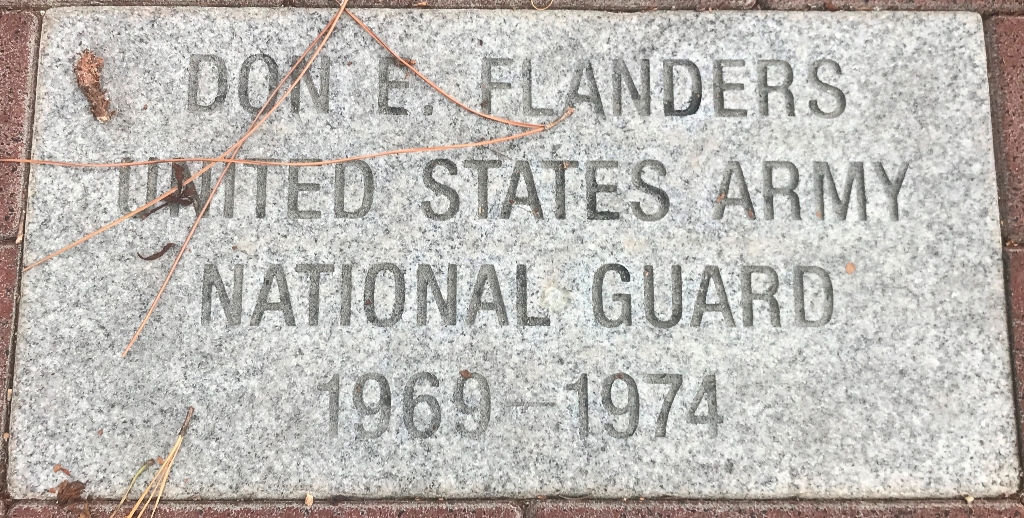 DON E. FLANDERS
UNITED STATES ARMY
NATIONAL GUARD
1969-1974